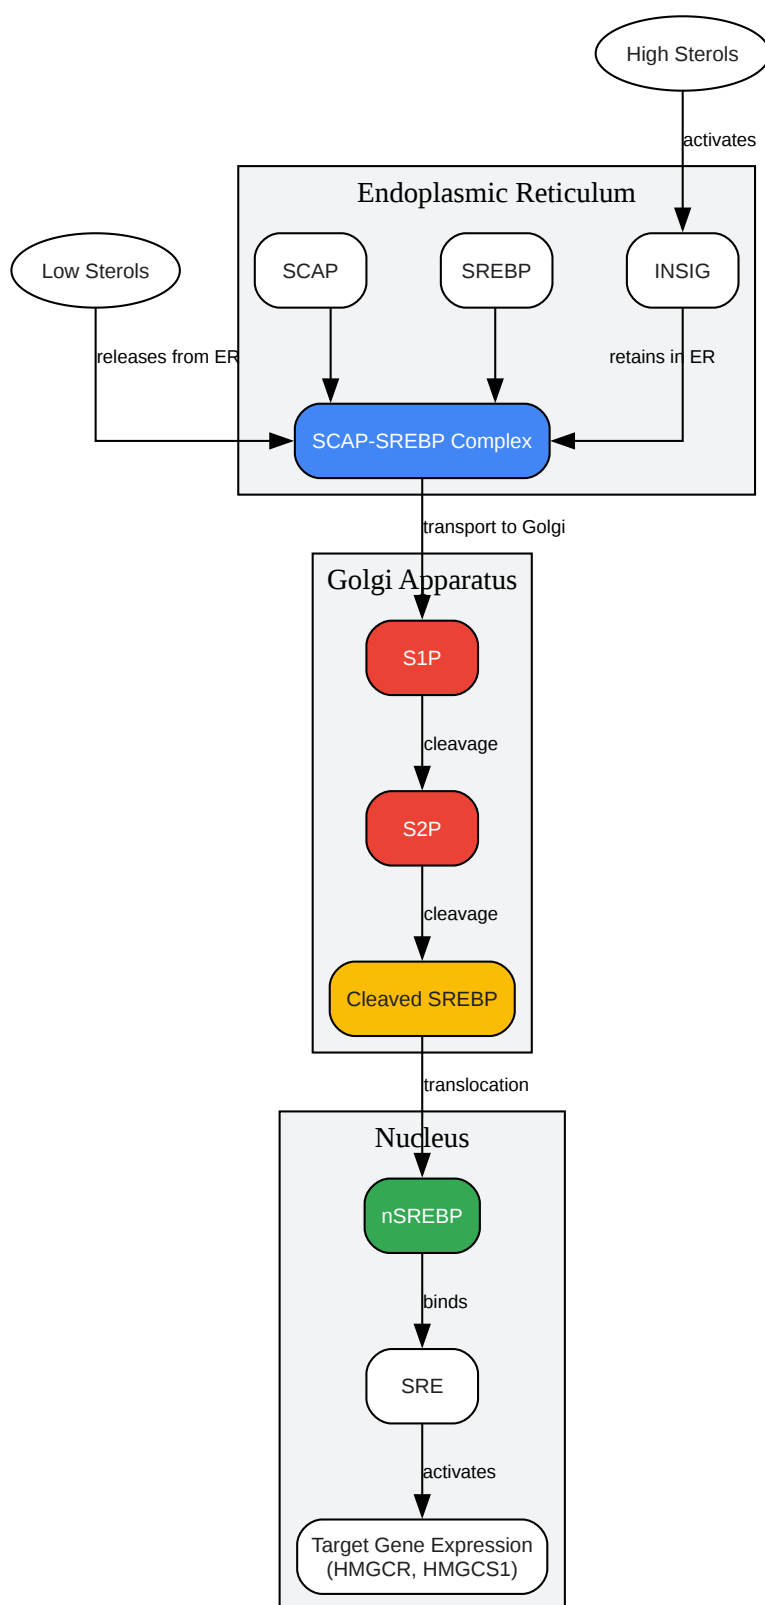 High Sterols
activates
Endoplasmic Reticulum
Low Sterols
SCAP
SREBP
INSIG
releases from ER
retains in ER
SCAP-SREBP Complex
transport to Golgi
Golgi Apparatus
S1P
cleavage
S2P
cleavage
Cleaved SREBP
translocation
Nucleus
nSREBP
binds
SRE
activates
Target Gene Expression
(HMGCR, HMGCS1)